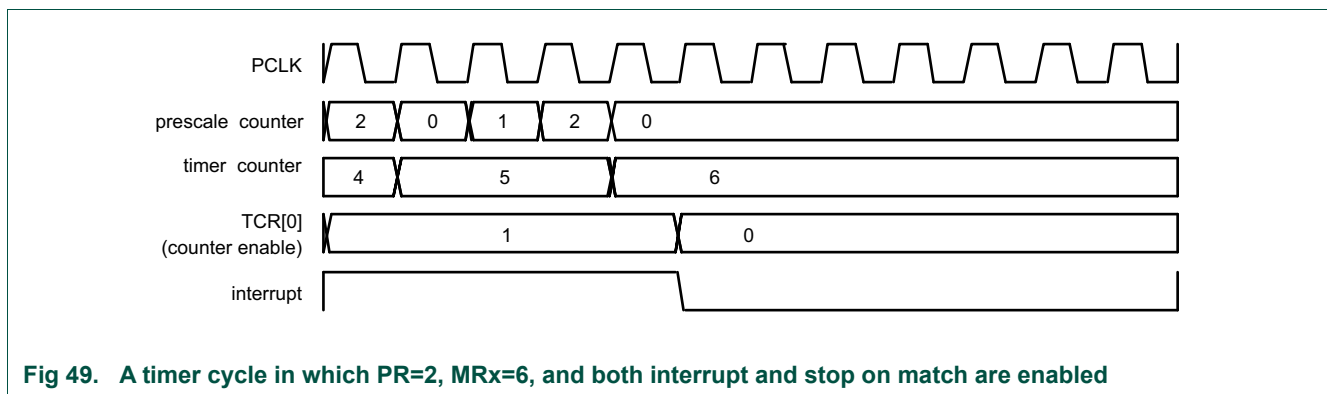 PCLK
prescale counter 2 0 1 2 0
timer counter 4 5 6
TCR[0]
(counter enable) 1 0
interrupt
Fig 49. A timer cycle in which PR=2, MRx=6, and both interrupt and stop on match are enabled